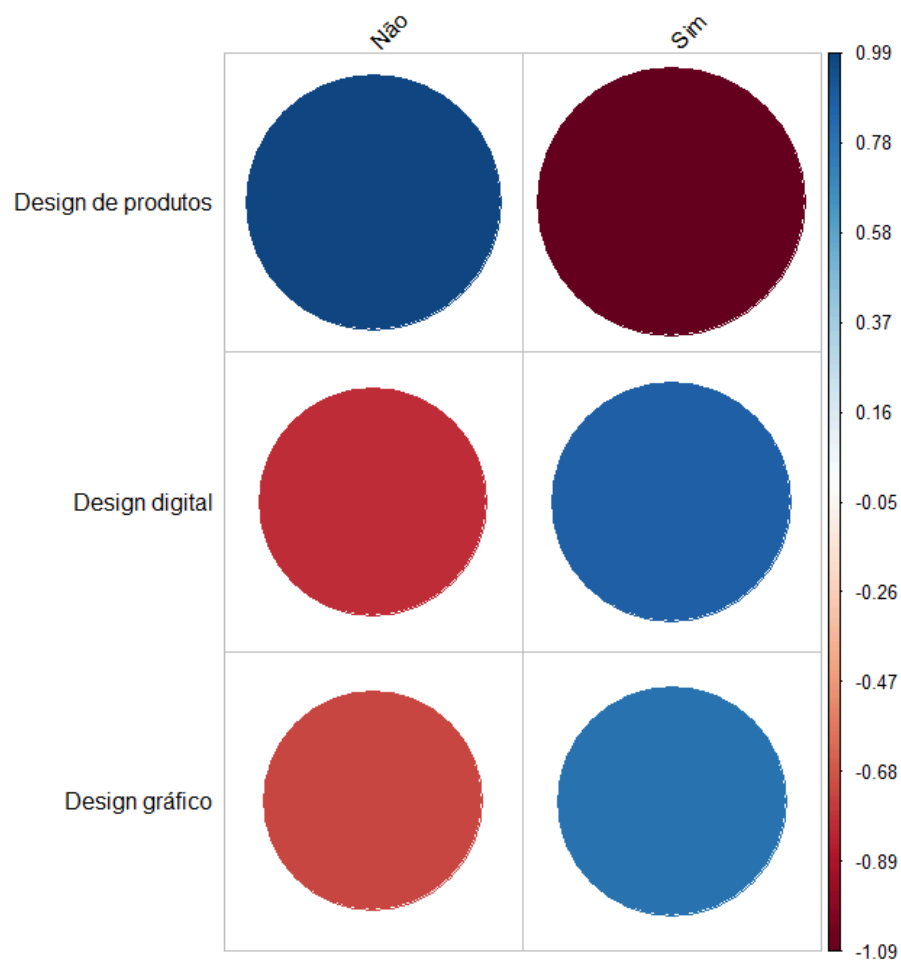 Não
Sim
Design de produtos
Design digital
Design gráfico
0.99
0.78
0.58
0.37
0.16
-0.05
-0.26
-0.47
-0.68
-0.89
-1.09